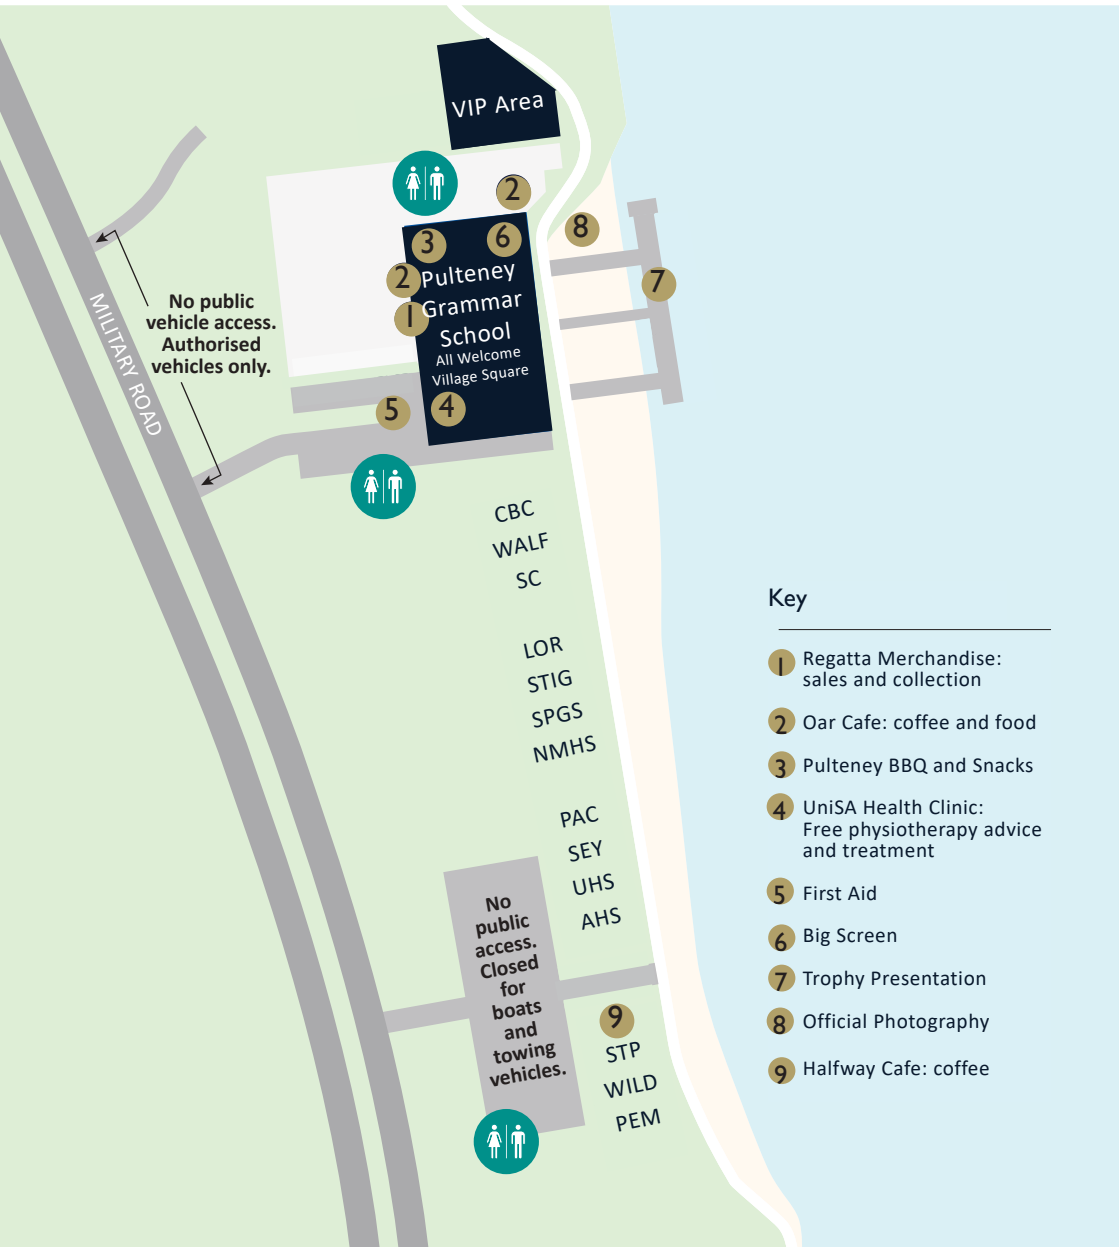 VIP Area
2
8
3
6
2
Pulteney
7
1
Grammar
School
All Welcome
Village Square
5
4
No public
vehicle access.
Authorised
vehicles only.
MILITARY ROAD
CBC
WALF
SC
LOR
STIG
SPGS
NMHS
PAC
SEY
UHS
AHS
No
public
access.
Closed
for
boats
and
towing
vehicles.
9
STP
WILD
PEM
Key
1 Regatta Merchandise:
sales and collection
2 Oar Cafe: coffee and food
3 Pulteney BBQ and Snacks
4 UniSA Health Clinic:
Free physiotherapy advice
and treatment
5 First Aid
6 Big Screen
7 Trophy Presentation
8 Official Photography
9 Halfway Cafe: coffee